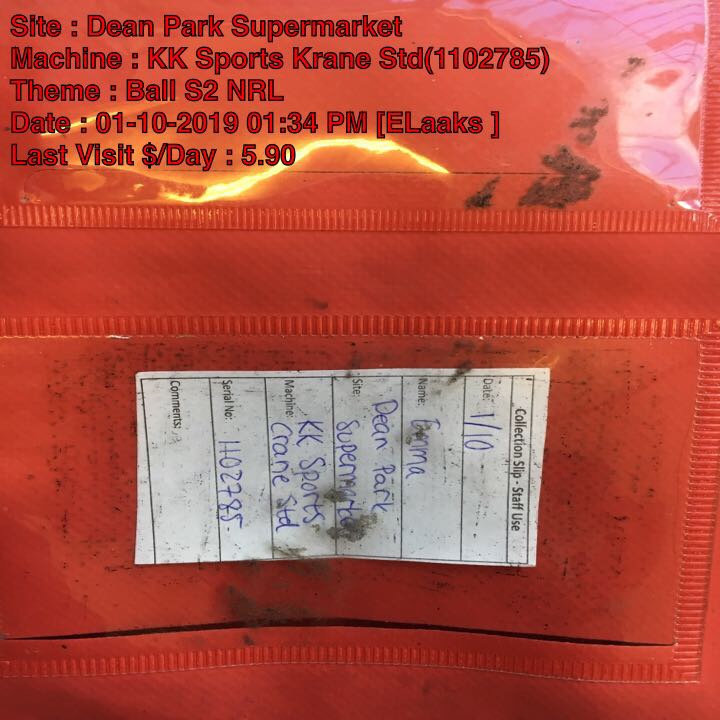 Site : Dean Park Supermarket
Machine : KK Sports Krane Std(1102785)
Theme : Ball S2 NRL
Date : 01-10-2019 01:34 PM [ELaaks ]
Last Visit $/Day : 5.90
Collection Slip - Staff Use
Date: 1/10
Name: Emma
Site: Dean Park
Supermarket
Machine: KK Sports
Crane Std
Serial No: 1102785
Comments: